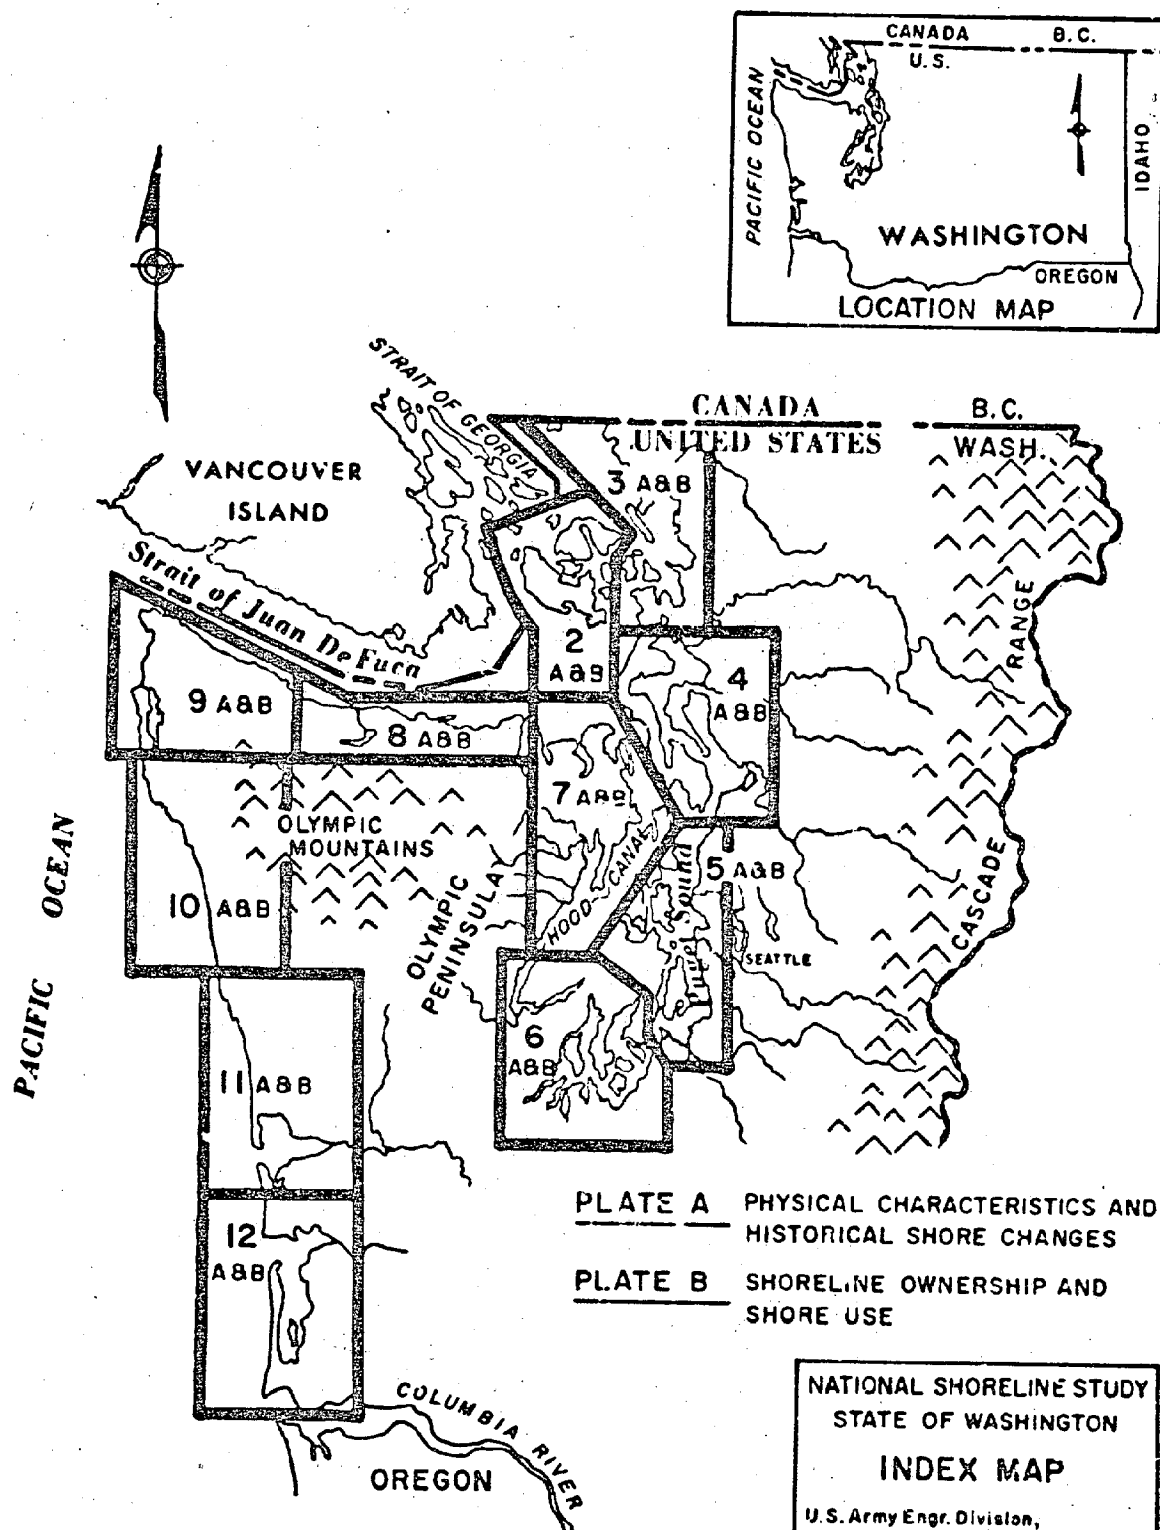 CANADA B.C.
U.S.
PACIFIC OCEAN
IDAHO
WASHINGTON
OREGON
LOCATION MAP
STRAIT OF GEORGIA
CANADA B.C.
UNITED STATES WASH.
VANCOUVER
ISLAND
3 A&B
Strait of Juan De Fuca
RANGE
2
A&B
4
A&B
9 A&B
8 A&B
7 A&B
OLYMPIC
MOUNTAINS
HOOD CANAL
5 A&B
CASCADE
PACIFIC OCEAN
10 A&B
OLYMPIC
PENINSULA
Puget Sound
SEATTLE
6
A&B
11 A&B
PLATE A PHYSICAL CHARACTERISTICS AND
HISTORICAL SHORE CHANGES
12
A&B
PLATE B SHORELINE OWNERSHIP AND
SHORE USE
COLUMBIA RIVER
OREGON
NATIONAL SHORELINE STUDY
STATE OF WASHINGTON
INDEX MAP
U.S. Army Engr. Division,